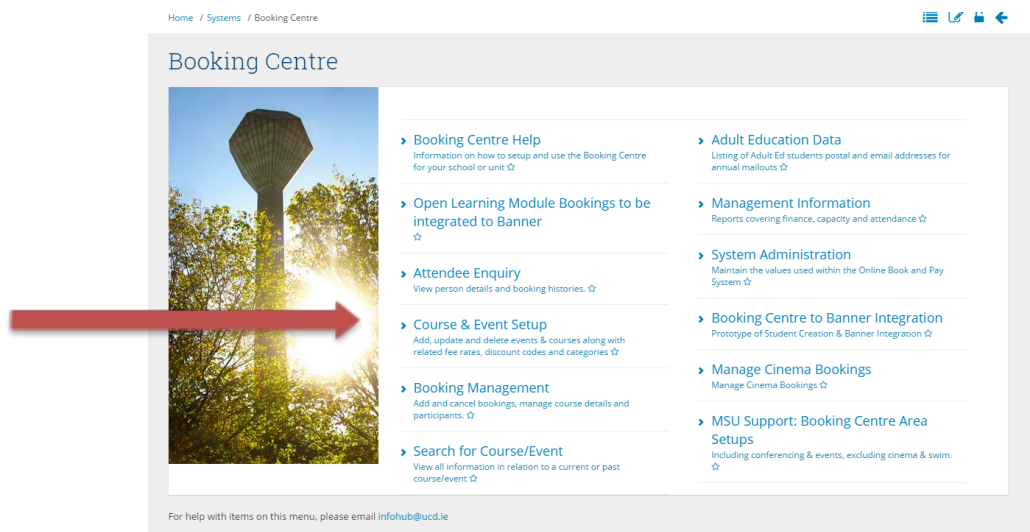 Home / Systems / Booking Centre
Booking Centre
Booking Centre Help
Information on how to setup and use the Booking Centre
for your school or unit
Open Learning Module Bookings to be
integrated to Banner
Attendee Enquiry
View person details and booking histories.
Course & Event Setup
Add, update and delete events & courses along with
related fee rates, discount codes and categories
Booking Management
Add and cancel bookings, manage course details and
participants.
Search for Course/Event
View all information in relation to a current or past
course/event
Adult Education Data
Listing of Adult Ed students postal and email addresses for
annual mailouts
Management Information
Reports covering finance, capacity and attendance
System Administration
Maintain the values used within the Online Book and Pay
System
Booking Centre to Banner Integration
Prototype of Student Creation & Banner Integration
Manage Cinema Bookings
Manage Cinema Bookings
MSU Support: Booking Centre Area
Setups
Including conferencing & events, excluding cinema & swim.
For help with items on this menu, please email infohub@ucd.ie